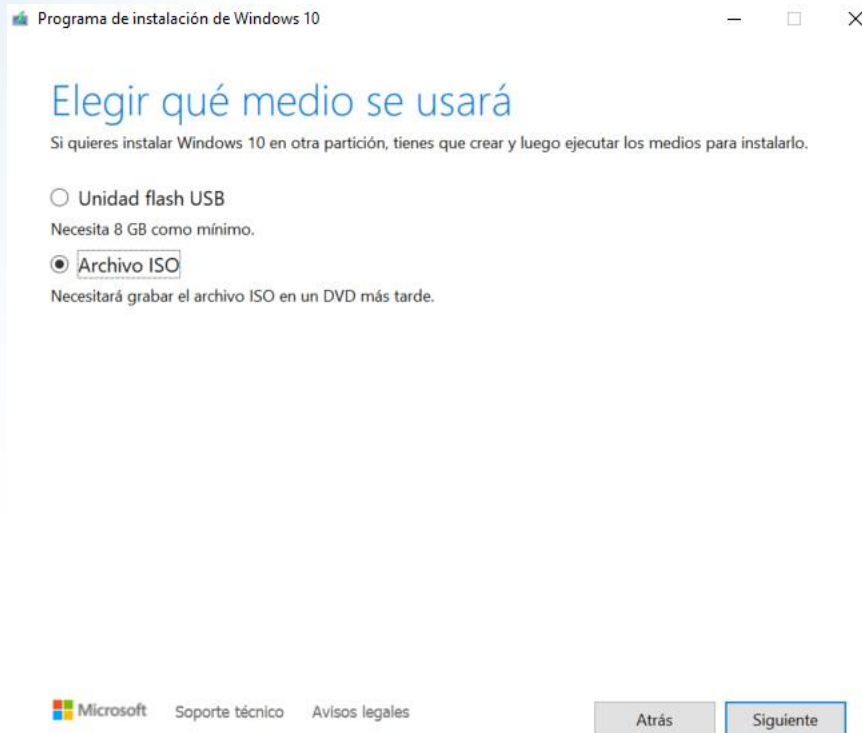 Programa de instalación de Windows 10
Elegir qué medio se usará
Si quieres instalar Windows 10 en otra partición, tienes que crear y luego ejecutar los medios para instalarlo.
Unidad flash USB
Necesita 8 GB como mínimo.
Archivo ISO
Necesitará grabar el archivo ISO en un DVD más tarde.
Microsoft Soporte técnico Avisos legales Atrás Siguiente